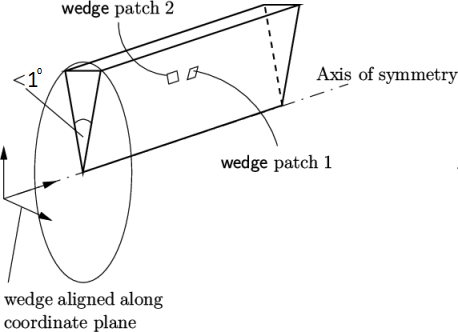 wedge patch 2
<1°
Axis of symmetry
wedge patch 1
wedge aligned along
coordinate plane